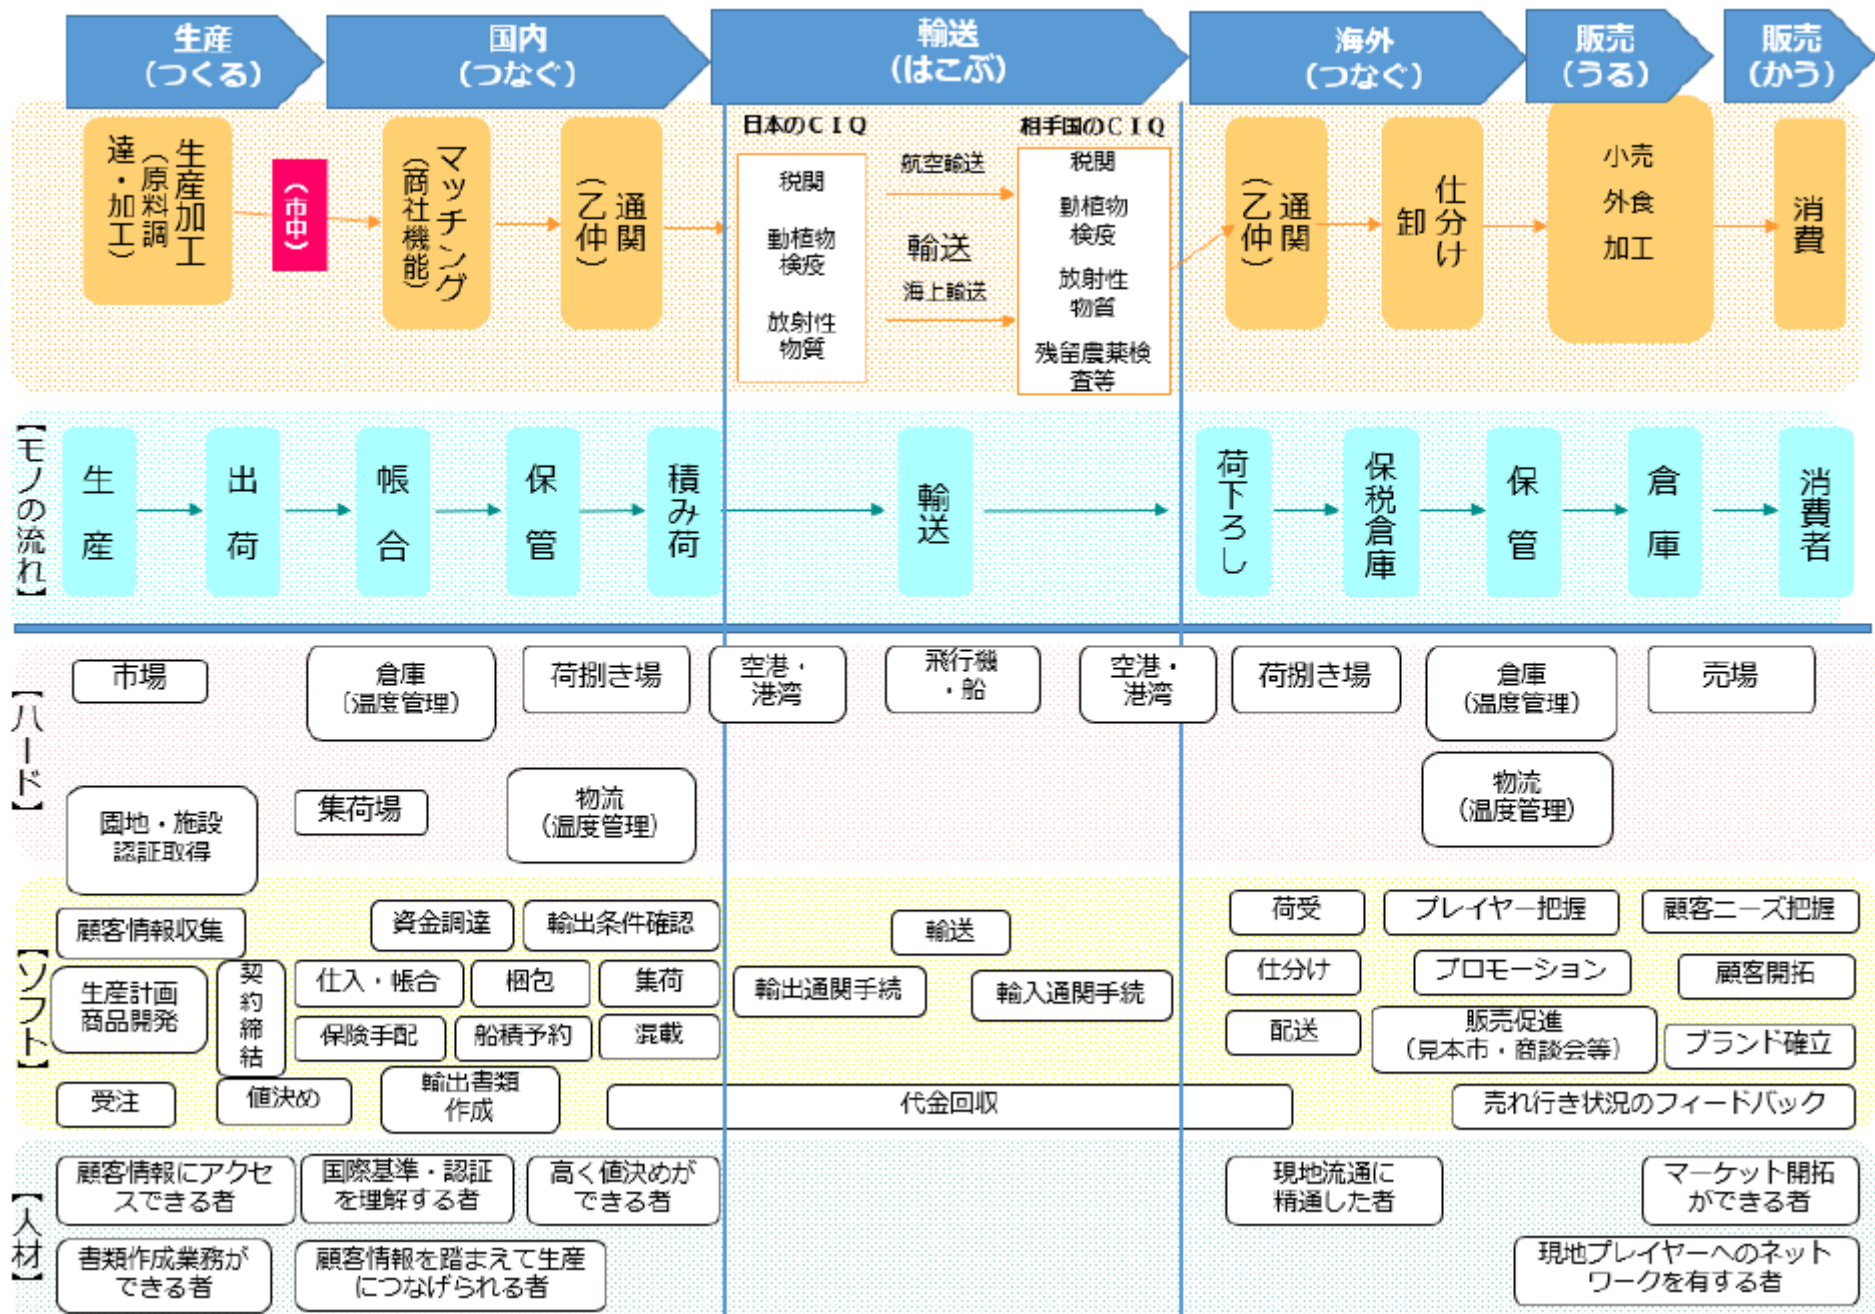 生産
(つくる)
国内
(つなぐ)
輸送
(はこぶ)
海外
(つなぐ)
販売
(うる)
販売
(かう)
生産加工
(原料調
達・加工)
(市中)
マッチング
(商社機能)
通関
(乙仲)
日本のCIQ
税関
動植物
検疫
放射性
物質
航空輸送
輸送
海上輸送
相手国のCIQ
税関
動植物
検疫
放射性
物質
残留農薬検
査等
通関
(乙仲)
仕分け
卸
小売
外食
加工
消費
【モノの流れ】
生産
出荷
帳合
保管
積み荷
輸送
荷下ろし
保税倉庫
保管
倉庫
消費者
【ハード】
市場
倉庫
(温度管理)
荷捌き場
空港・
港湾
飛行機
・船
空港・
港湾
荷捌き場
倉庫
(温度管理)
売場
園地・施設
認証取得
集荷場
物流
(温度管理)
物流
(温度管理)
【ソフト】
顧客情報収集
資金調達
輸出条件確認
輸送
荷受
プレイヤー把握
顧客ニーズ把握
生産計画
商品開発
契約締結
仕入・帳合
梱包
集荷
輸出通関手続
輸入通関手続
仕分け
プロモーション
顧客開拓
保険手配
船積予約
混載
配送
販売促進
(見本市・商談会等)
ブランド確立
受注
値決め
輸出書類
作成
代金回収
売れ行き状況のフィードバック
【人材】
顧客情報にアクセ
スできる者
国際基準・認証
を理解する者
高く値決めが
できる者
現地流通に
精通した者
マーケット開拓
ができる者
書類作成業務が
できる者
顧客情報を踏まえて生産
につなげられる者
現地プレイヤーへのネット
ワークを有する者